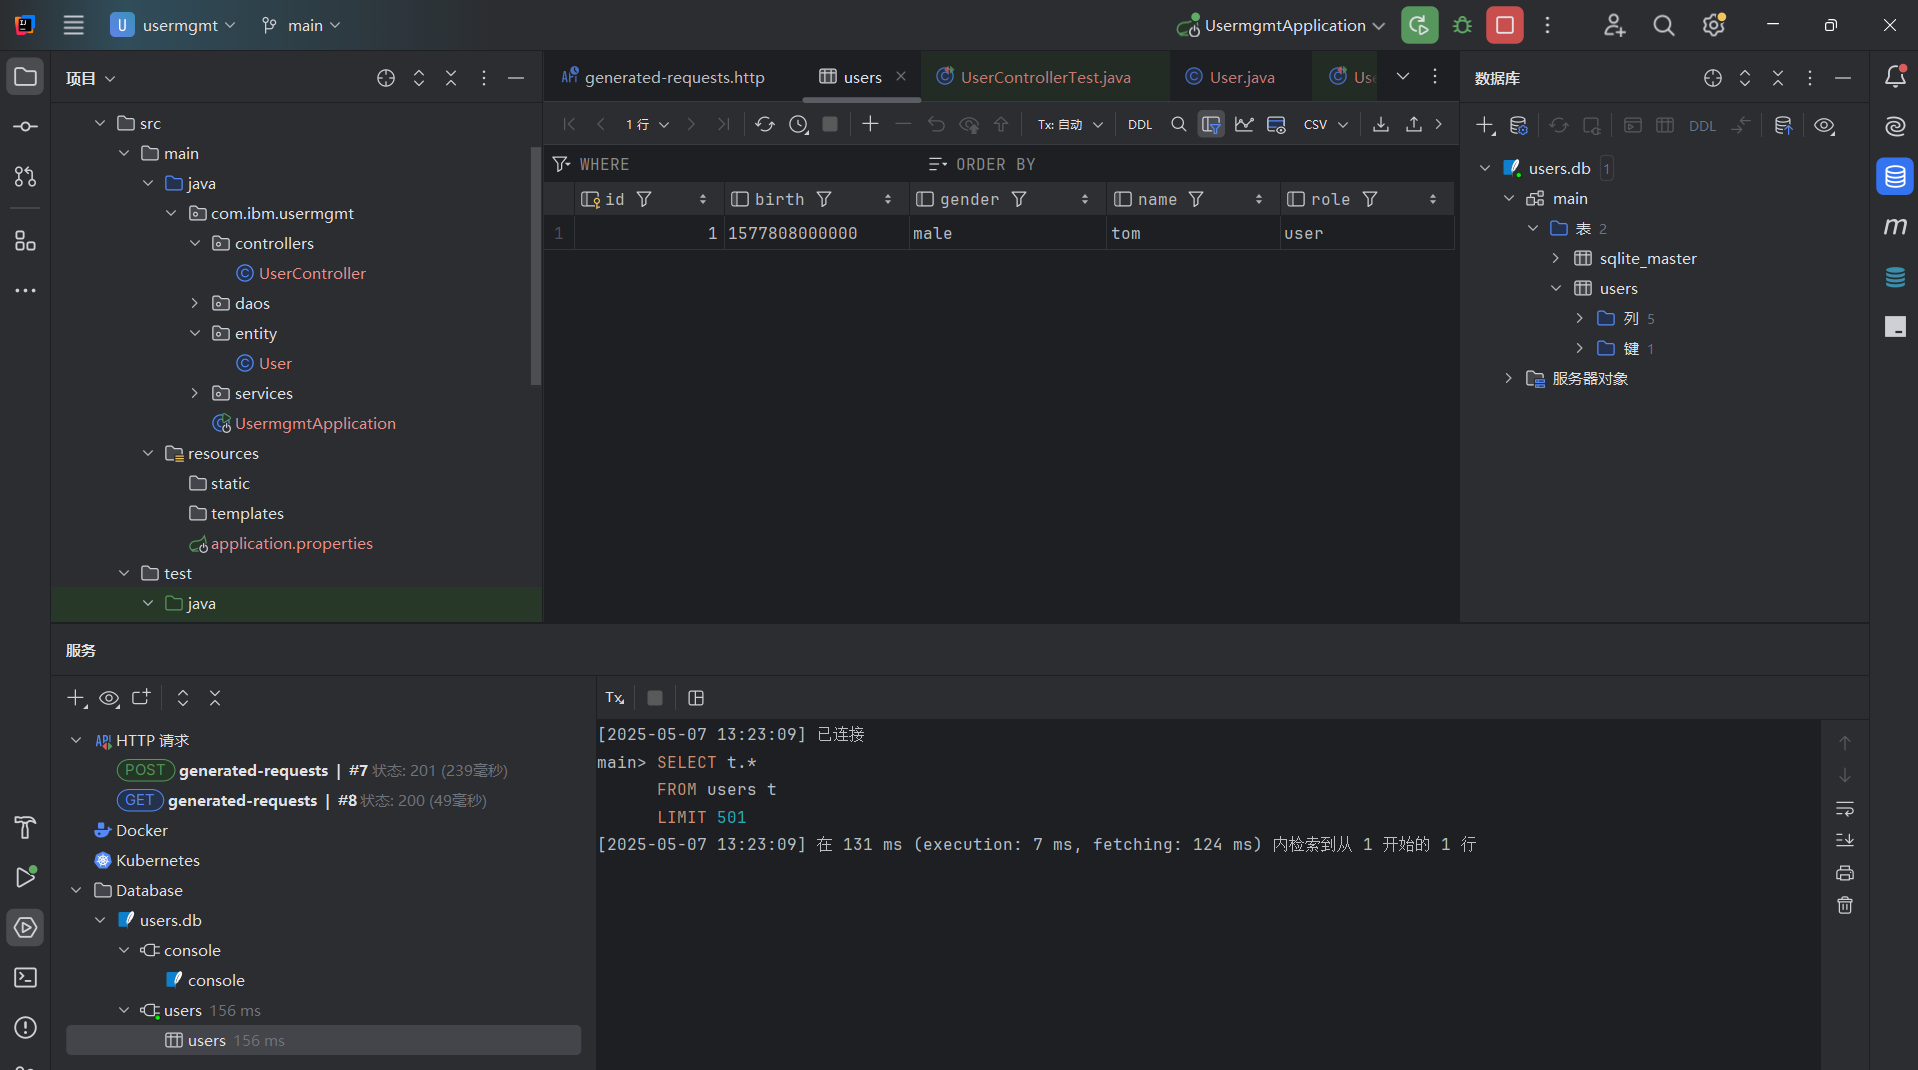 U usermgmt main UsermgmtApplication
项目
src
main
java
com.ibm.usermgmt
controllers
UserController
daos
entity
User
services
UsermgmtApplication
resources
static
templates
application.properties
test
java
generated-requests.http users UserControllerTest.java User.java Use
1 行 Tx: 自动 DDL CSV
WHERE ORDER BY
id birth gender name role
1 1 1577808000000 male tom user
数据库
DDL
users.db 1
main
表 2
sqlite_master
users
列 5
键 1
服务器对象
服务
HTTP 请求
POST generated-requests | #7 状态: 201 (239毫秒)
GET generated-requests | #8 状态: 200 (49毫秒)
Docker
Kubernetes
Database
users.db
console
console
users 156 ms
users 156 ms
Tx
[2025-05-07 13:23:09] 已连接
main> SELECT t.*
FROM users t
LIMIT 501
[2025-05-07 13:23:09] 在 131 ms (execution: 7 ms, fetching: 124 ms) 内检索到从 1 开始的 1 行